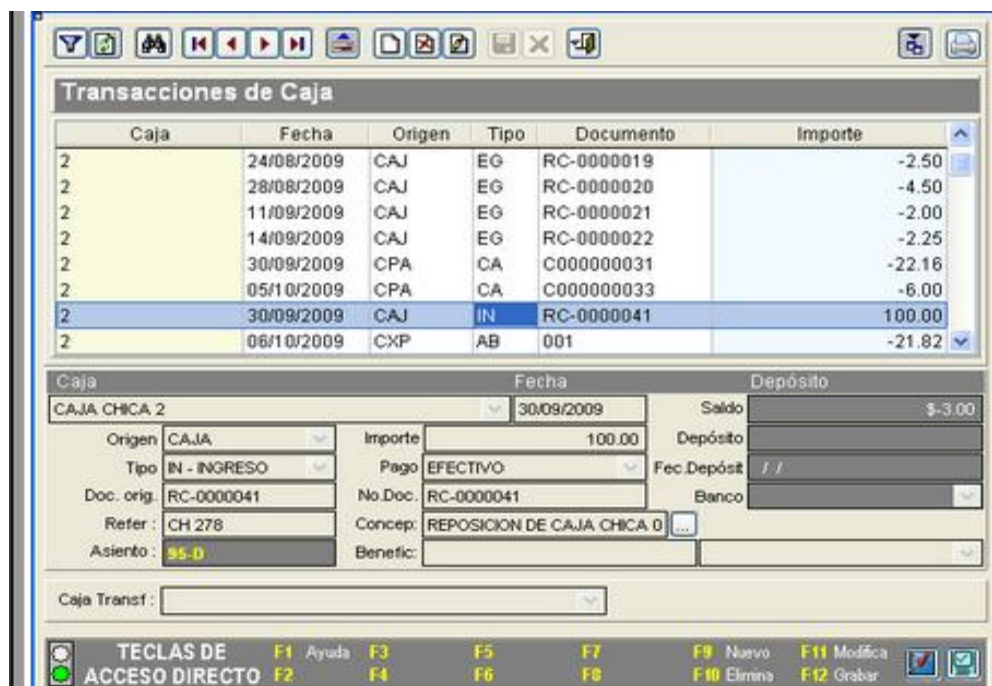 Transacciones de Caja
Caja Fecha Origen Tipo Documento Importe
2 24/08/2009 CAJ EG RC-0000019 -2.50
2 28/08/2009 CAJ EG RC-0000020 -4.50
2 11/09/2009 CAJ EG RC-0000021 -2.00
2 14/09/2009 CAJ EG RC-0000022 -2.25
2 30/09/2009 CPA CA C000000031 -22.16
2 05/10/2009 CPA CA C000000033 -6.00
2 30/09/2009 CAJ IN RC-0000041 100.00
2 06/10/2009 CXP AB 001 -21.82
Caja Fecha Depósito
CAJA CHICA 2 30/09/2009 Saldo $-3.00
Origen CAJA Importe 100.00 Depósito
Tipo IN - INGRESO Pago EFECTIVO Fec.Depósit / /
Doc. orig. RC-0000041 No.Doc. RC-0000041 Banco
Refer : CH 278 Concep: REPOSICION DE CAJA CHICA 0 ...
Asiento : 95-D Benefic:
Caja Transf :
TECLAS DE F1 Ayuda F3 F5 F7 F9 Nuevo F11 Modifica
ACCESO DIRECTO F2 F4 F6 F8 F10 Elimina F12 Grabar